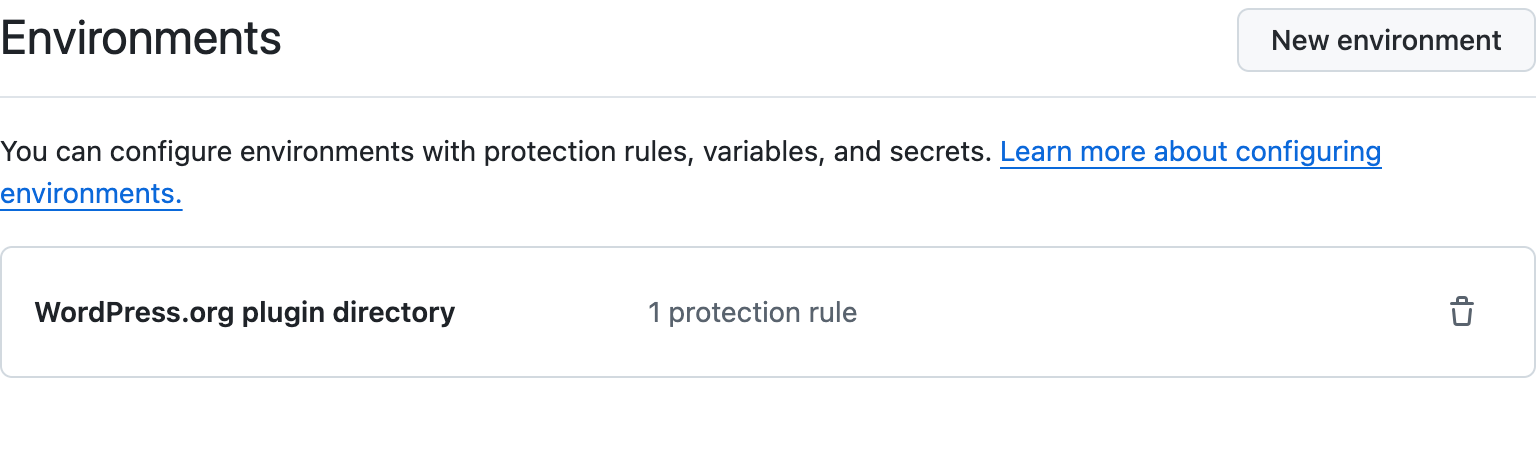 Environments
New environment
You can configure environments with protection rules, variables, and secrets. Learn more about configuring
environments.
WordPress.org plugin directory
1 protection rule